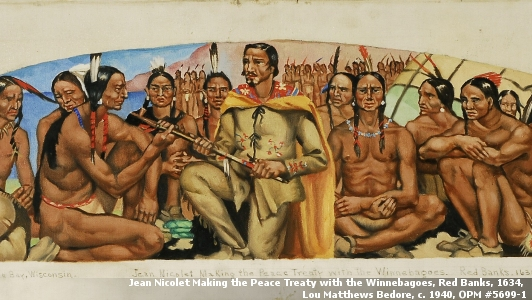 Bay, Wisconsin. Jean Nicolet Making the Peace Treaty with the Winnebagoes, Red Banks, 163
Jean Nicolet Making the Peace Treaty with the Winnebagoes, Red Banks, 1634,
Lou Matthews Bedore, c. 1940, OPM #5699-1